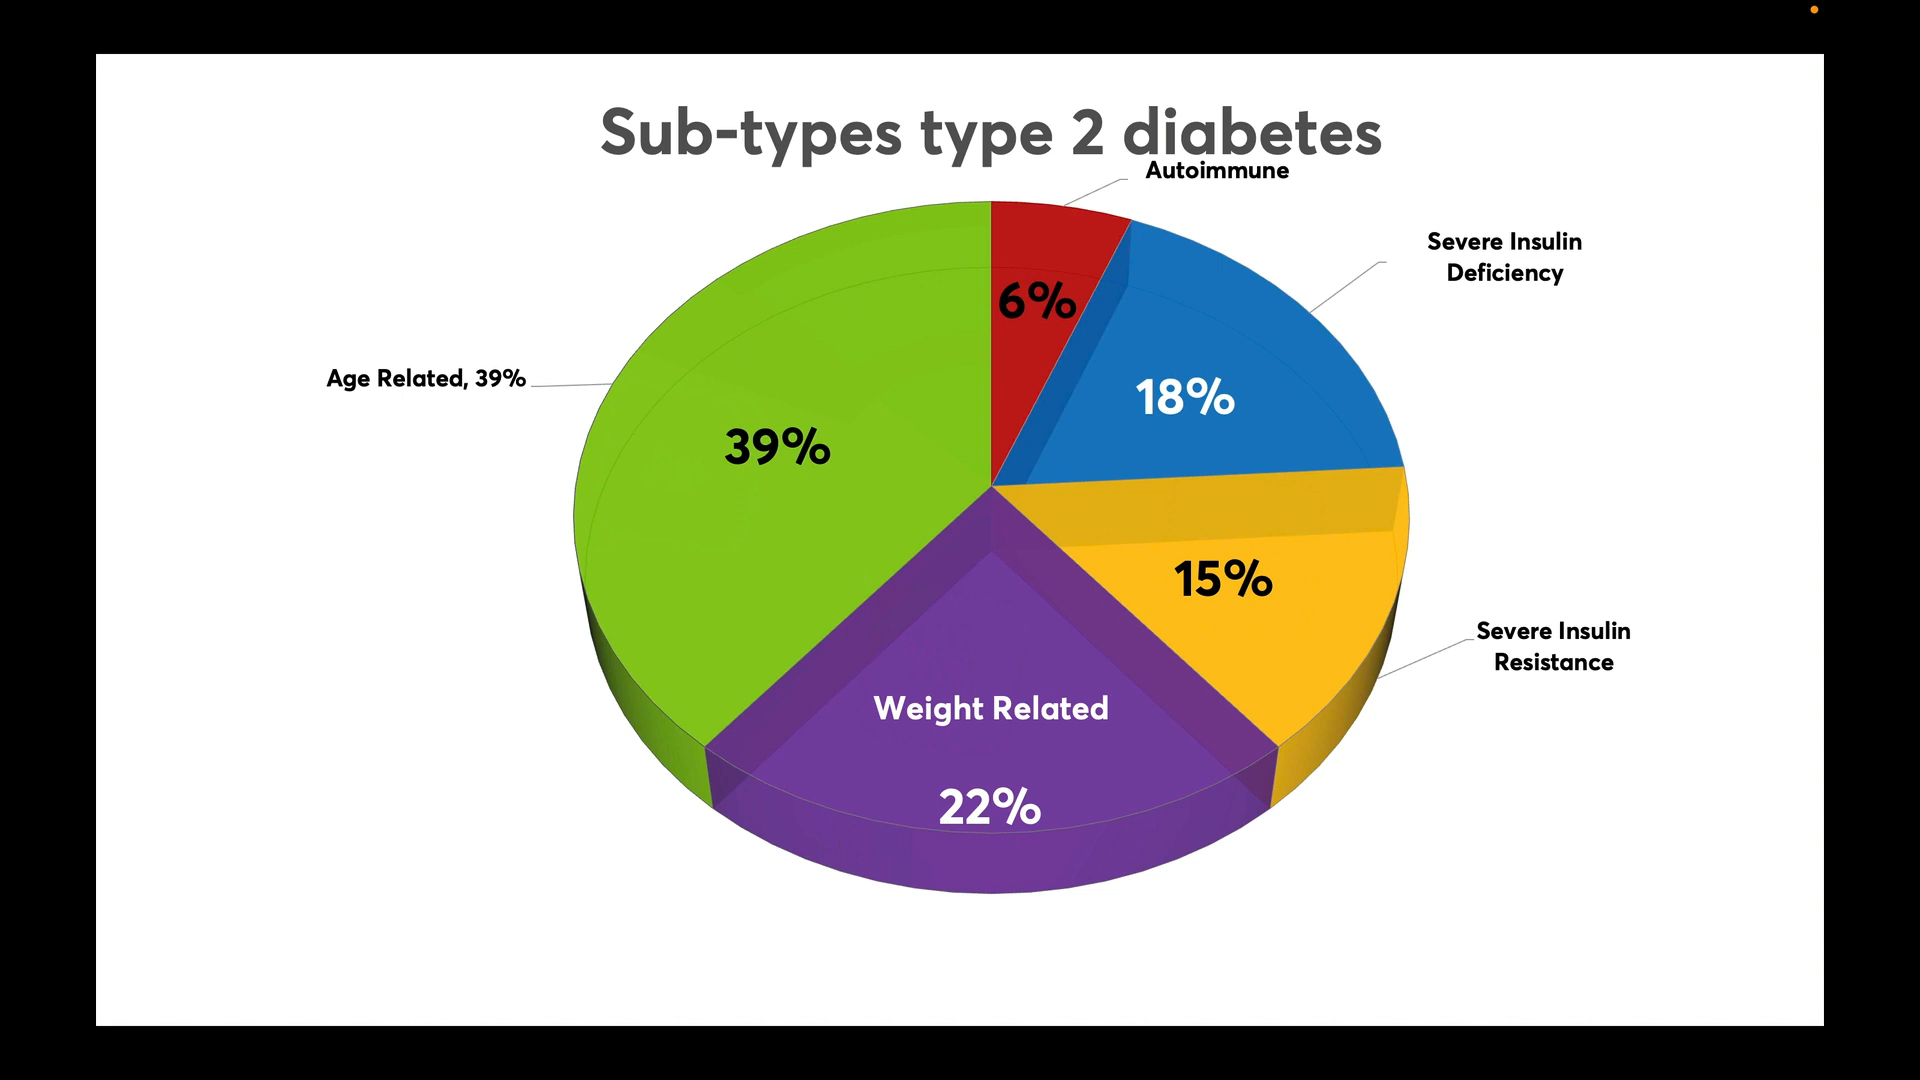 Sub-types type 2 diabetes
Autoimmune
Severe Insulin
Deficiency
6%
Age Related, 39%
18%
39%
15%
Severe Insulin
Resistance
Weight Related
22%